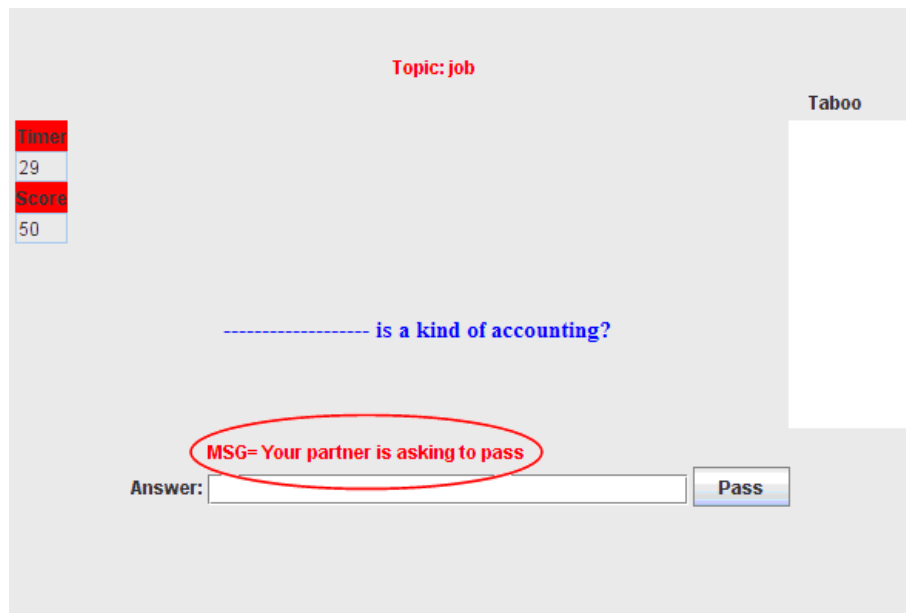 Topic: job
Taboo
Timer
29
Score
50
------------------- is a kind of accounting?
MSG= Your partner is asking to pass
Answer:
Pass